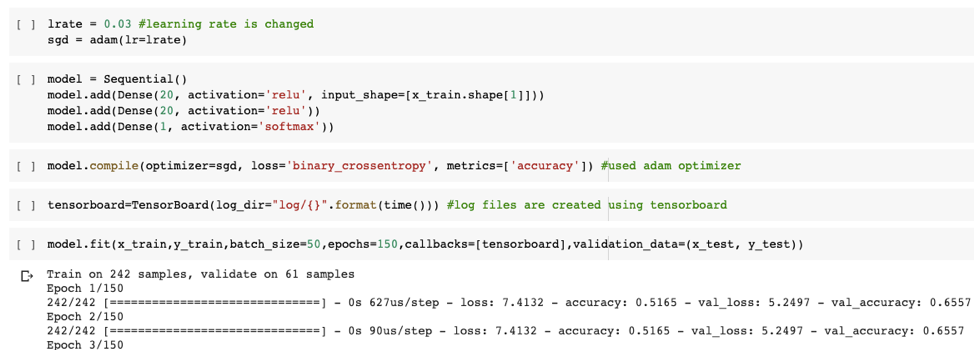 [ ] lrate = 0.03 #learning rate is changed
sgd = adam(lr=lrate)
[ ] model = Sequential()
model.add(Dense(20, activation='relu', input_shape=[x_train.shape[1]]))
model.add(Dense(20, activation='relu'))
model.add(Dense(1, activation='softmax'))
[ ] model.compile(optimizer=sgd, loss='binary_crossentropy', metrics=['accuracy']) #used adam optimizer
[ ] tensorboard=TensorBoard(log_dir="log/{}".format(time())) #log files are created using tensorboard
[ ] model.fit(x_train,y_train,batch_size=50,epochs=150,callbacks=[tensorboard],validation_data=(x_test, y_test))
Train on 242 samples, validate on 61 samples
Epoch 1/150
242/242 [==============================] - 0s 627us/step - loss: 7.4132 - accuracy: 0.5165 - val_loss: 5.2497 - val_accuracy: 0.6557
Epoch 2/150
242/242 [==============================] - 0s 90us/step - loss: 7.4132 - accuracy: 0.5165 - val_loss: 5.2497 - val_accuracy: 0.6557
Epoch 3/150